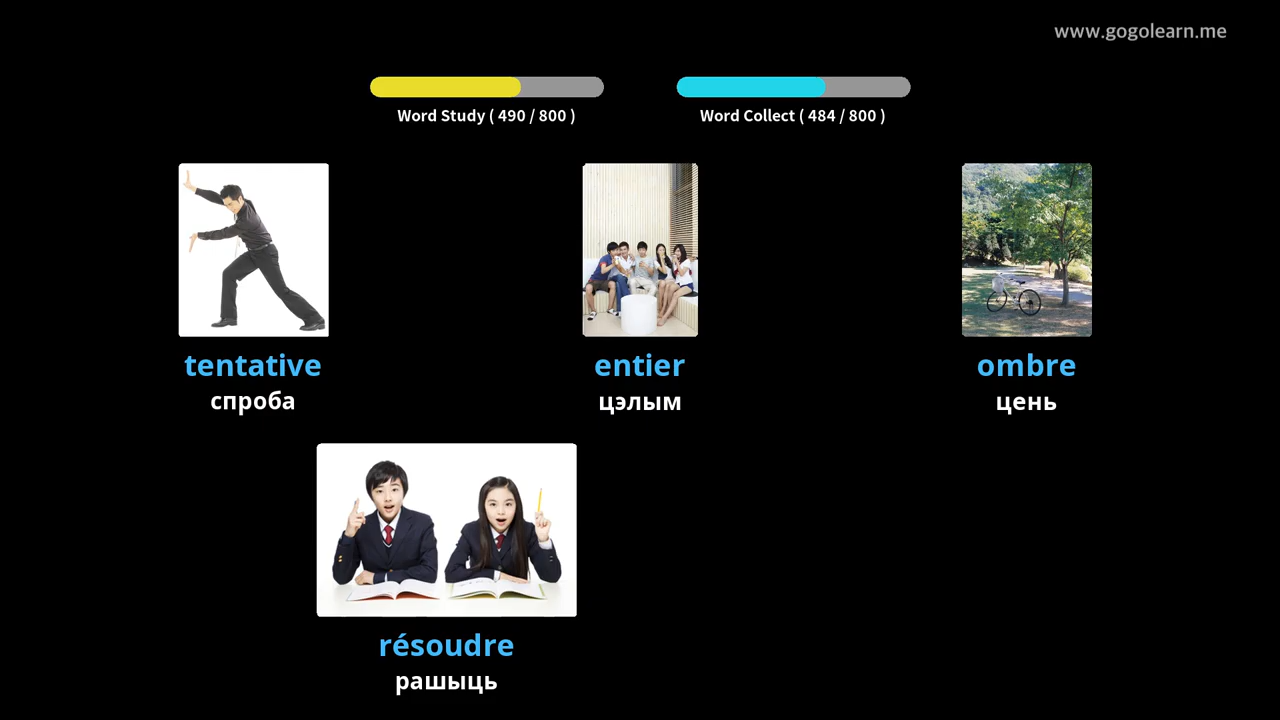 www.gogolearn.me
Word Study ( 490 / 800 )
Word Collect ( 484 / 800 )
tentative
спроба
entier
цэлым
ombre
цень
résoudre
рашыць